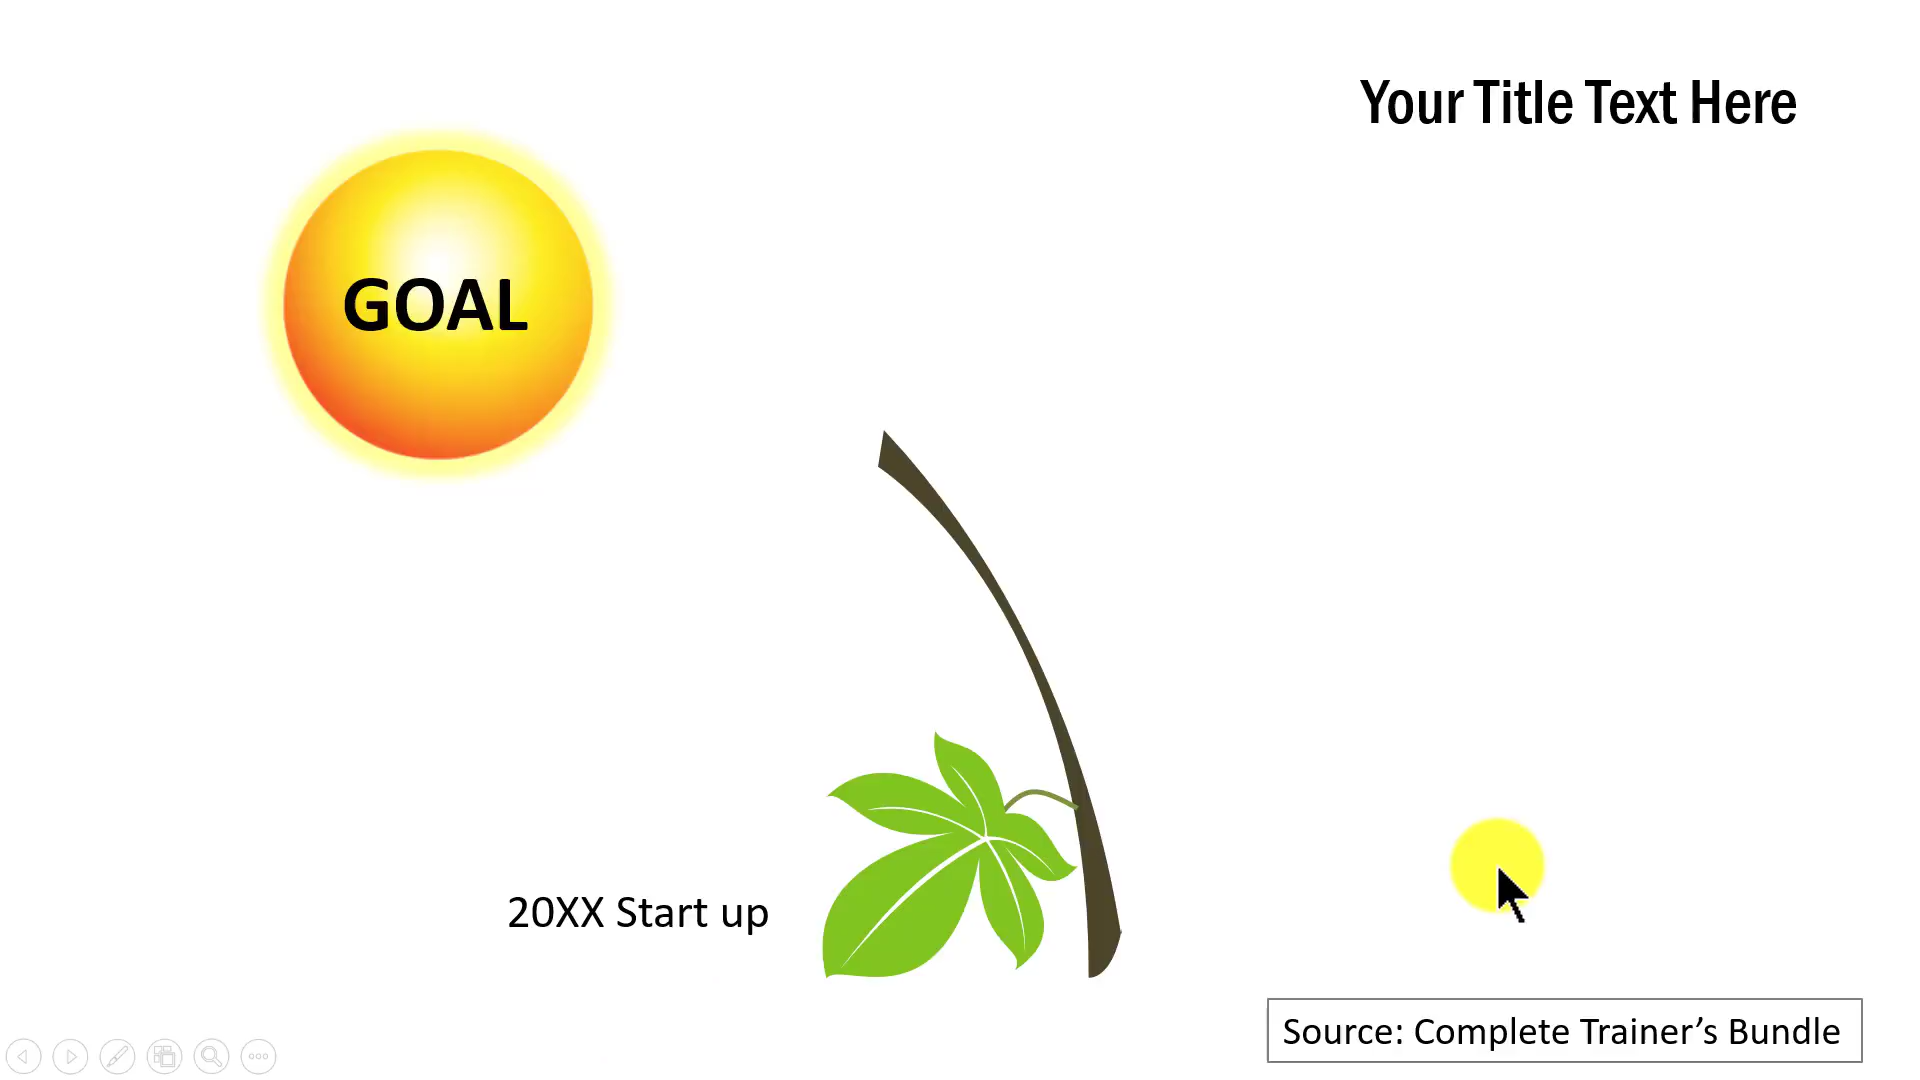 Your Title Text Here
GOAL
20XX Start up
Source: Complete Trainer’s Bundle